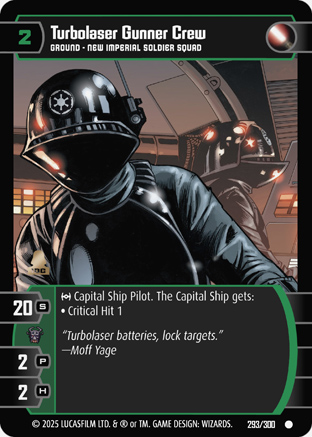 2
Turbolaser Gunner Crew
GROUND - NEW IMPERIAL SOLDIER SQUAD
20 S
Capital Ship Pilot. The Capital Ship gets:
• Critical Hit 1
“Turbolaser batteries, lock targets.”
—Moff Yage
2 P
2 H
© 2025 LUCASFILM LTD. & ® or TM. GAME DESIGN: WIZARDS.
293/300